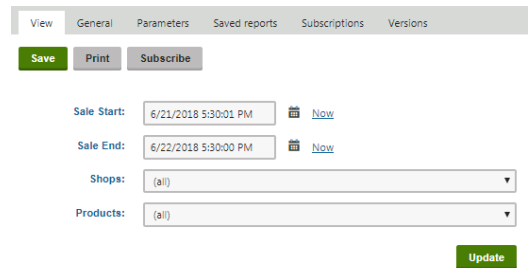 View General Parameters Saved reports Subscriptions Versions
Save Print Subscribe
Sale Start: 6/21/2018 5:30:01 PM Now
Sale End: 6/22/2018 5:30:00 PM Now
Shops: (all)
Products: (all)
Update